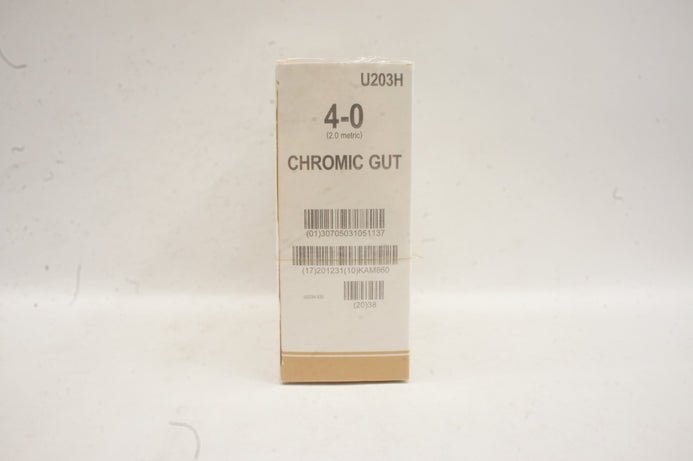 U203H
4-0
(2.0 metric)
CHROMIC GUT
(01)30705031051137
(17)201231(10)KAM860
(20)38